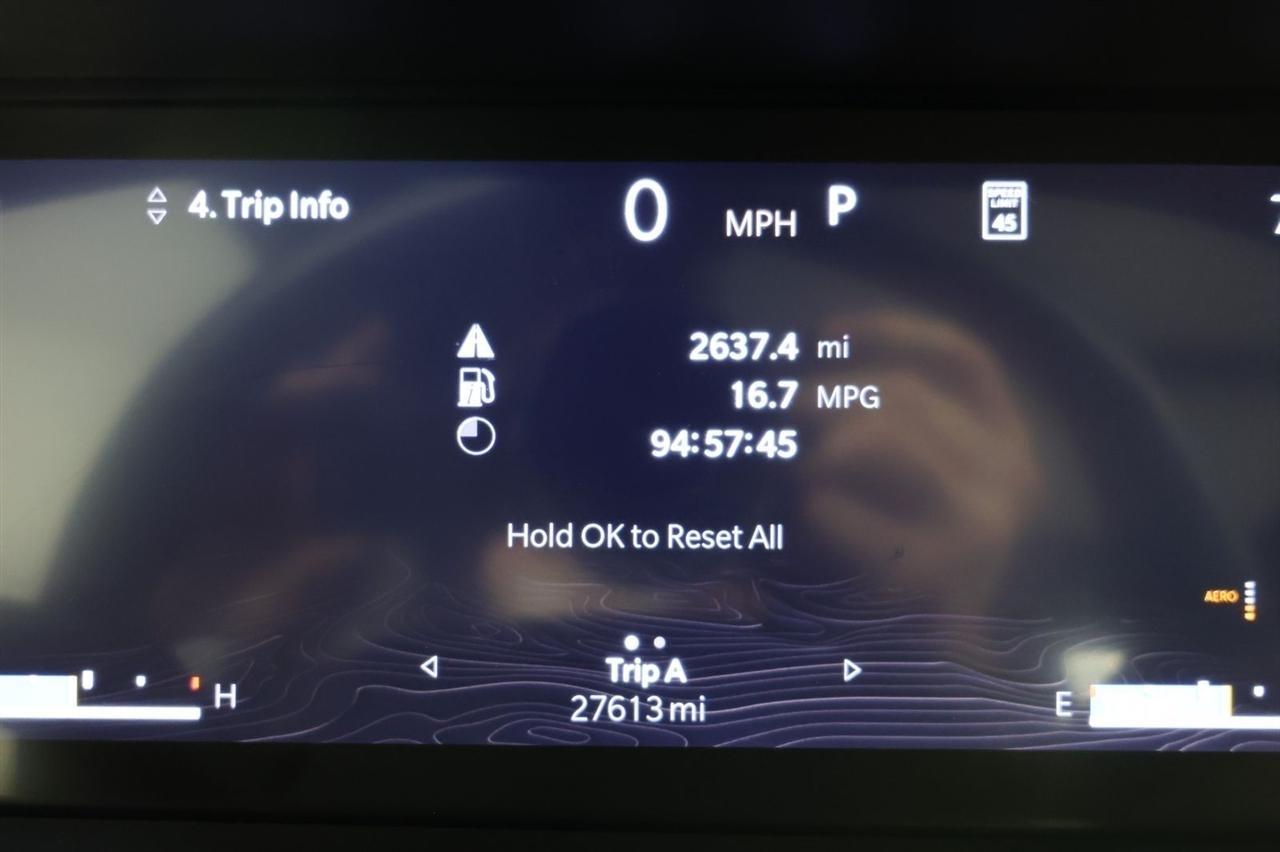 4. Trip Info
0 MPH P
SPEED
LIMIT
45
2637.4 mi
16.7 MPG
94:57:45
Hold OK to Reset All
AERO
Trip A
27613 mi
H
E